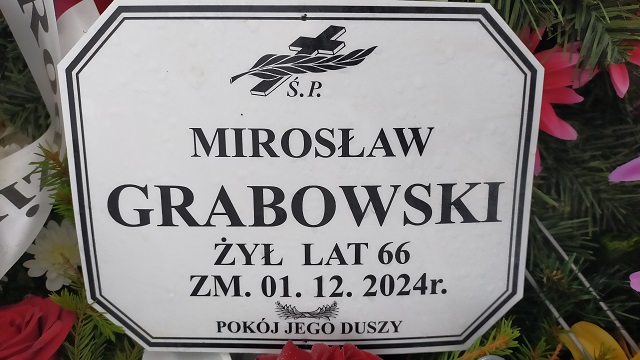 Ś.P.
MIROSŁAW
GRABOWSKI
ŻYŁ LAT 66
ZM. 01. 12. 2024r.
POKÓJ JEGO DUSZY